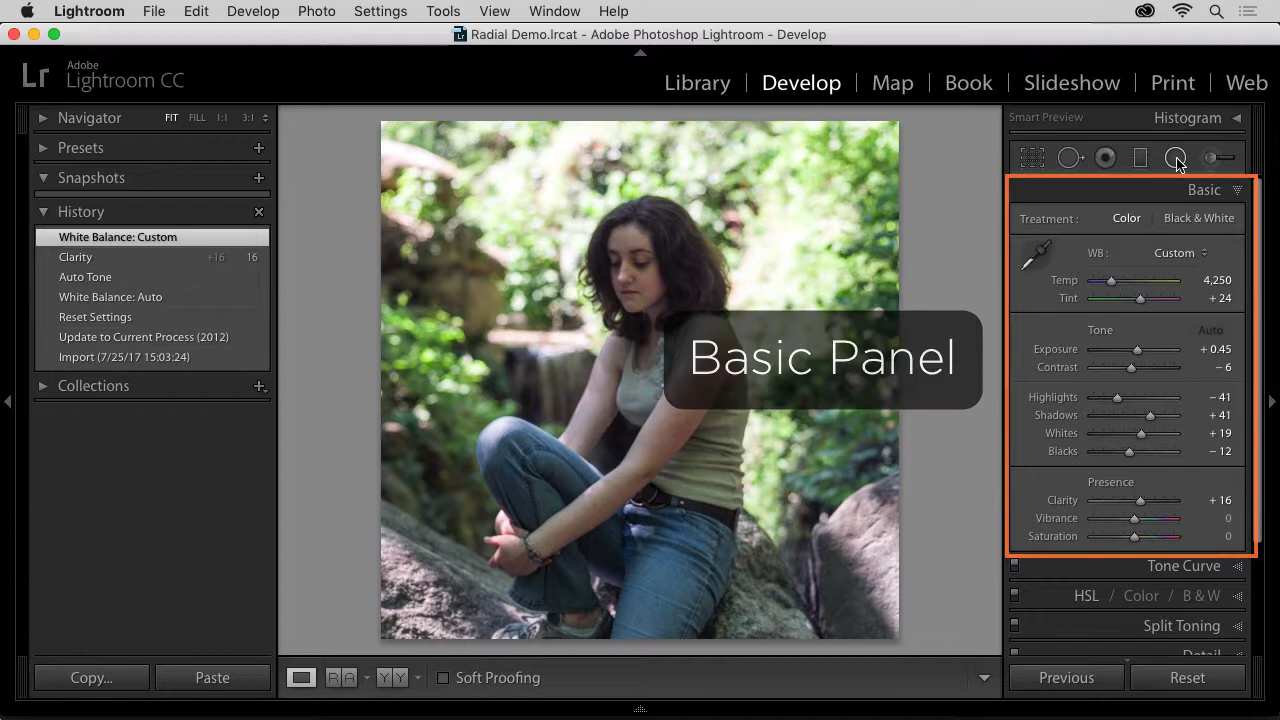 Lightroom File Edit Develop Photo Settings Tools View Window Help
Lr Radial Demo.lrcat - Adobe Photoshop Lightroom - Develop
Lr Adobe
Lightroom CC
Library | Develop | Map | Book | Slideshow | Print | Web
Navigator FIT FILL 1:1 3:1
Presets +
Snapshots +
History
White Balance: Custom
Clarity +16 16
Auto Tone
White Balance: Auto
Reset Settings
Update to Current Process (2012)
Import (7/25/17 15:03:24)
Collections +
Copy... Paste
Basic Panel
R A Y Y Soft Proofing
Smart Preview Histogram
Basic
Treatment : Color | Black & White
WB : Custom
Temp 4,250
Tint + 24
Tone Auto
Exposure + 0.45
Contrast – 6
Highlights – 41
Shadows + 41
Whites + 19
Blacks – 12
Presence
Clarity + 16
Vibrance 0
Saturation 0
Tone Curve
HSL / Color / B & W
Split Toning
Detail
Previous Reset